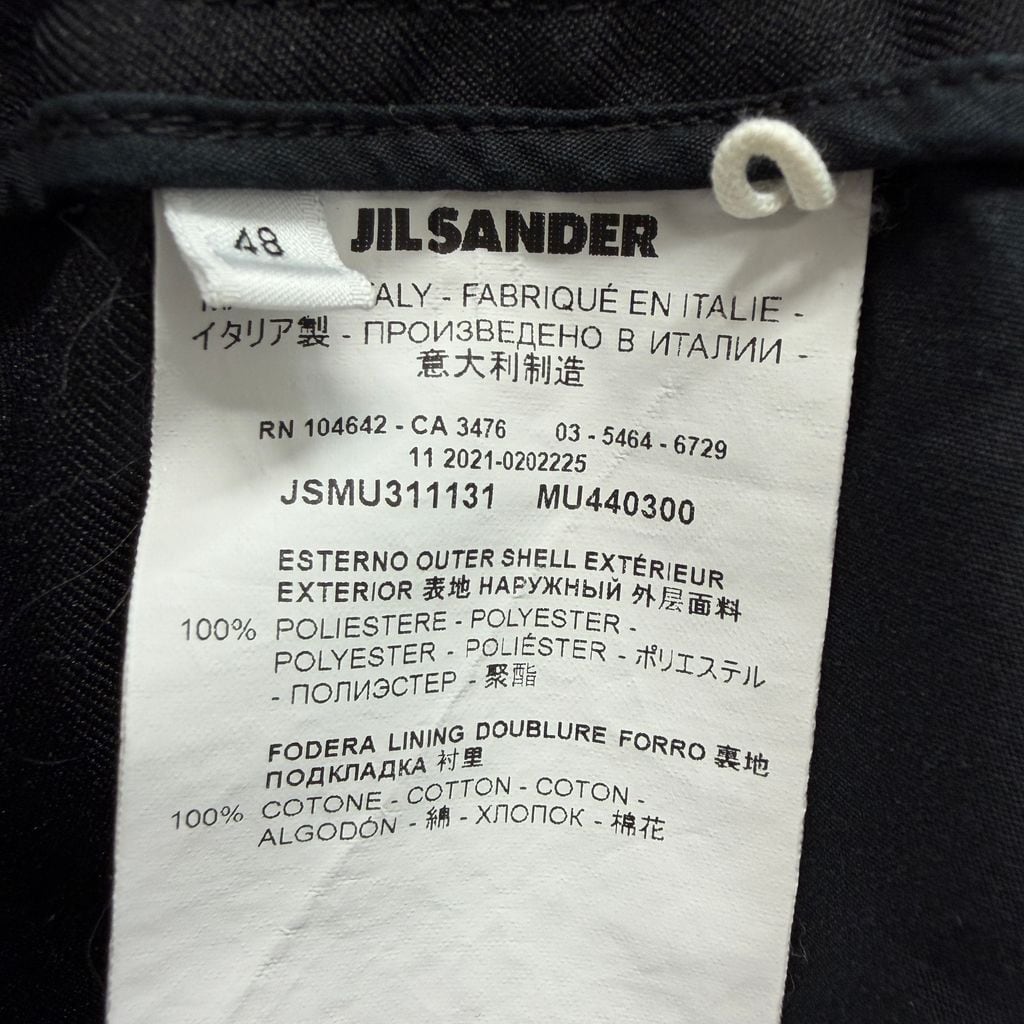 48
JIL SANDER
ALY - FABRIQUÉ EN ITALIE -
イタリア製 - ПРОИЗВЕДЕНО В ИТАЛИИ -
意大利制造
RN 104642 - CA 3476 03 - 5464 - 6729
11 2021-0202225
JSMU311131 MU440300
ESTERNO OUTER SHELL EXTÉRIEUR
EXTERIOR 表地 НАРУЖНЫЙ 外层面料
100% POLIESTERE - POLYESTER -
POLYESTER - POLIÉSTER - ポリエステル
- ПОЛИЭСТЕР - 聚酯
FODERA LINING DOUBLURE FORRO 裏地
ПОДКЛАДКА 衬里
100% COTONE - COTTON - COTON -
ALGODÓN - 綿 - ХЛОПОК - 棉花